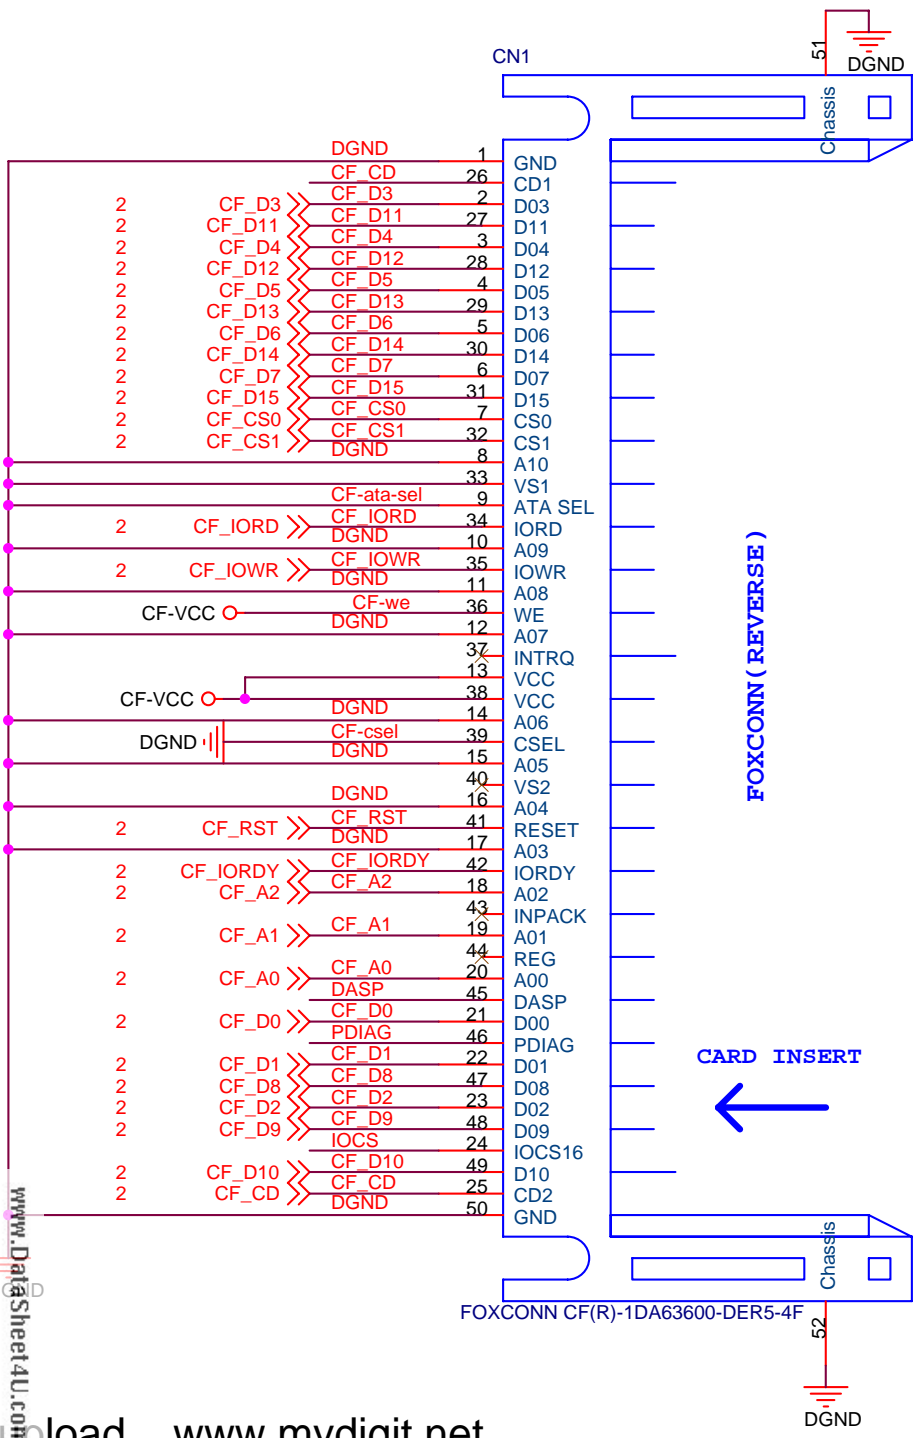 51
DGND
CN1
Chassis
DGND 1 GND
CF_CD 26 CD1
2 CF_D3 CF_D3 2 D03
2 CF_D11 CF_D11 27 D11
2 CF_D4 CF_D4 3 D04
2 CF_D12 CF_D12 28 D12
2 CF_D5 CF_D5 4 D05
2 CF_D13 CF_D13 29 D13
2 CF_D6 CF_D6 5 D06
2 CF_D14 CF_D14 30 D14
2 CF_D7 CF_D7 6 D07
2 CF_D15 CF_D15 31 D15
2 CF_CS0 CF_CS0 7 CS0
2 CF_CS1 CF_CS1 32 CS1
DGND 8 A10
33 VS1
CF-ata-sel 9 ATA SEL
2 CF_IORD CF_IORD 34 IORD
DGND 10 A09
2 CF_IOWR CF_IOWR 35 IOWR
DGND 11 A08
CF-VCC CF-we 36 WE
DGND 12 A07
37 INTRQ
13 VCC
CF-VCC 38 VCC
DGND 14 A06
DGND CF-csel 39 CSEL
DGND 15 A05
40 VS2
DGND 16 A04
2 CF_RST CF_RST 41 RESET
DGND 17 A03
2 CF_IORDY CF_IORDY 42 IORDY
2 CF_A2 CF_A2 18 A02
43 INPACK
2 CF_A1 CF_A1 19 A01
44 REG
2 CF_A0 CF_A0 20 A00
DASP 45 DASP
2 CF_D0 CF_D0 21 D00
PDIAG 46 PDIAG
2 CF_D1 CF_D1 22 D01
2 CF_D8 CF_D8 47 D08
2 CF_D2 CF_D2 23 D02
2 CF_D9 CF_D9 48 D09
IOCS 24 IOCS16
2 CF_D10 CF_D10 49 D10
2 CF_CD CF_CD 25 CD2
DGND 50 GND
FOXCONN(REVERSE)
CARD INSERT
Chassis
FOXCONN CF(R)-1DA63600-DER5-4F
52
DGND
www.DataSheet4U.com
www.mydigit.net